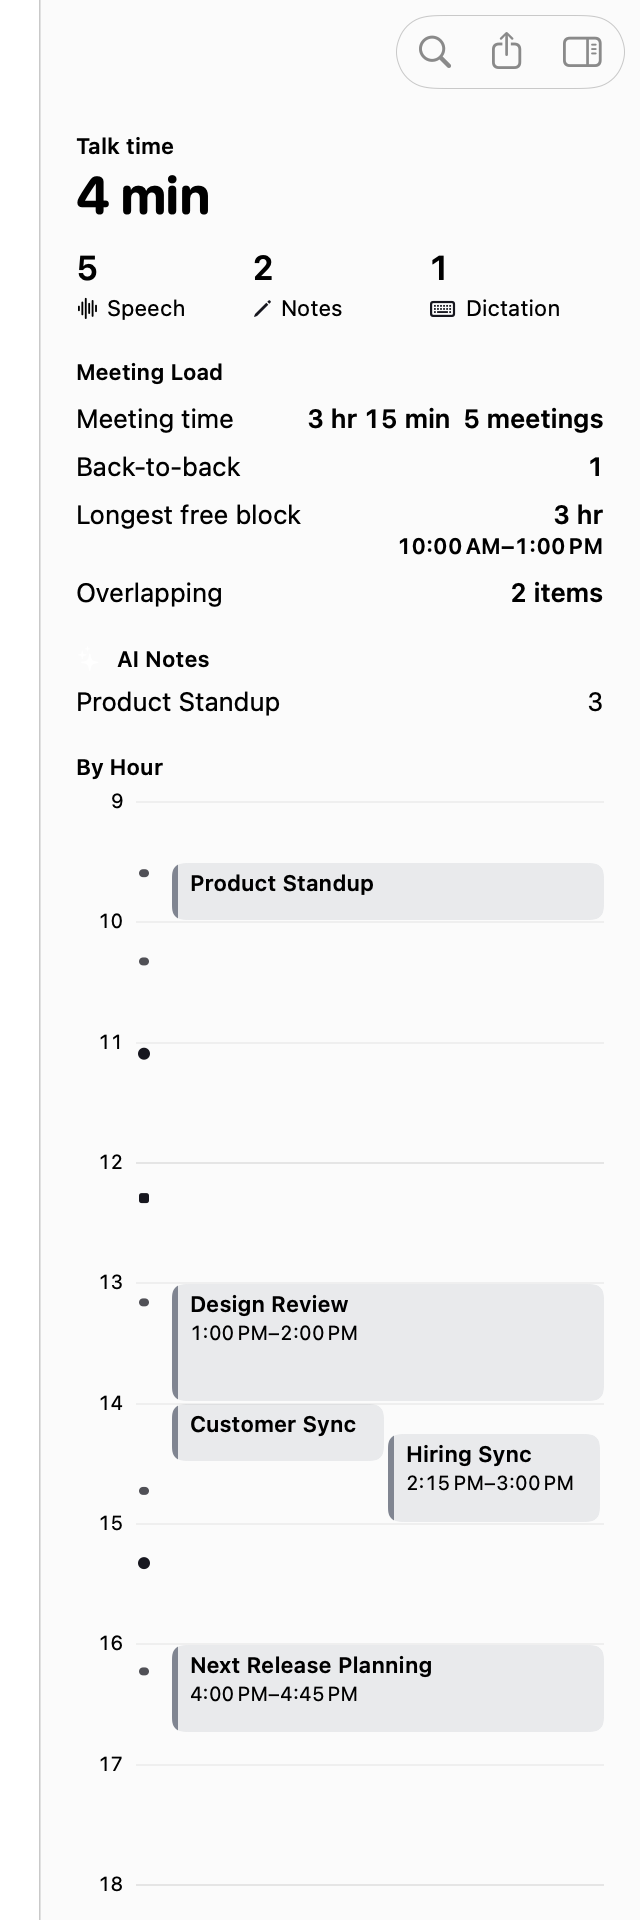 Talk time
4 min
5 2 1
Speech Notes Dictation
Meeting Load
Meeting time 3 hr 15 min 5 meetings
Back-to-back 1
Longest free block 3 hr
10:00 AM–1:00 PM
Overlapping 2 items
AI Notes
Product Standup 3
By Hour
9
Product Standup
10
11
12
13
Design Review
1:00 PM–2:00 PM
14
Customer Sync
Hiring Sync
2:15 PM–3:00 PM
15
16
Next Release Planning
4:00 PM–4:45 PM
17
18